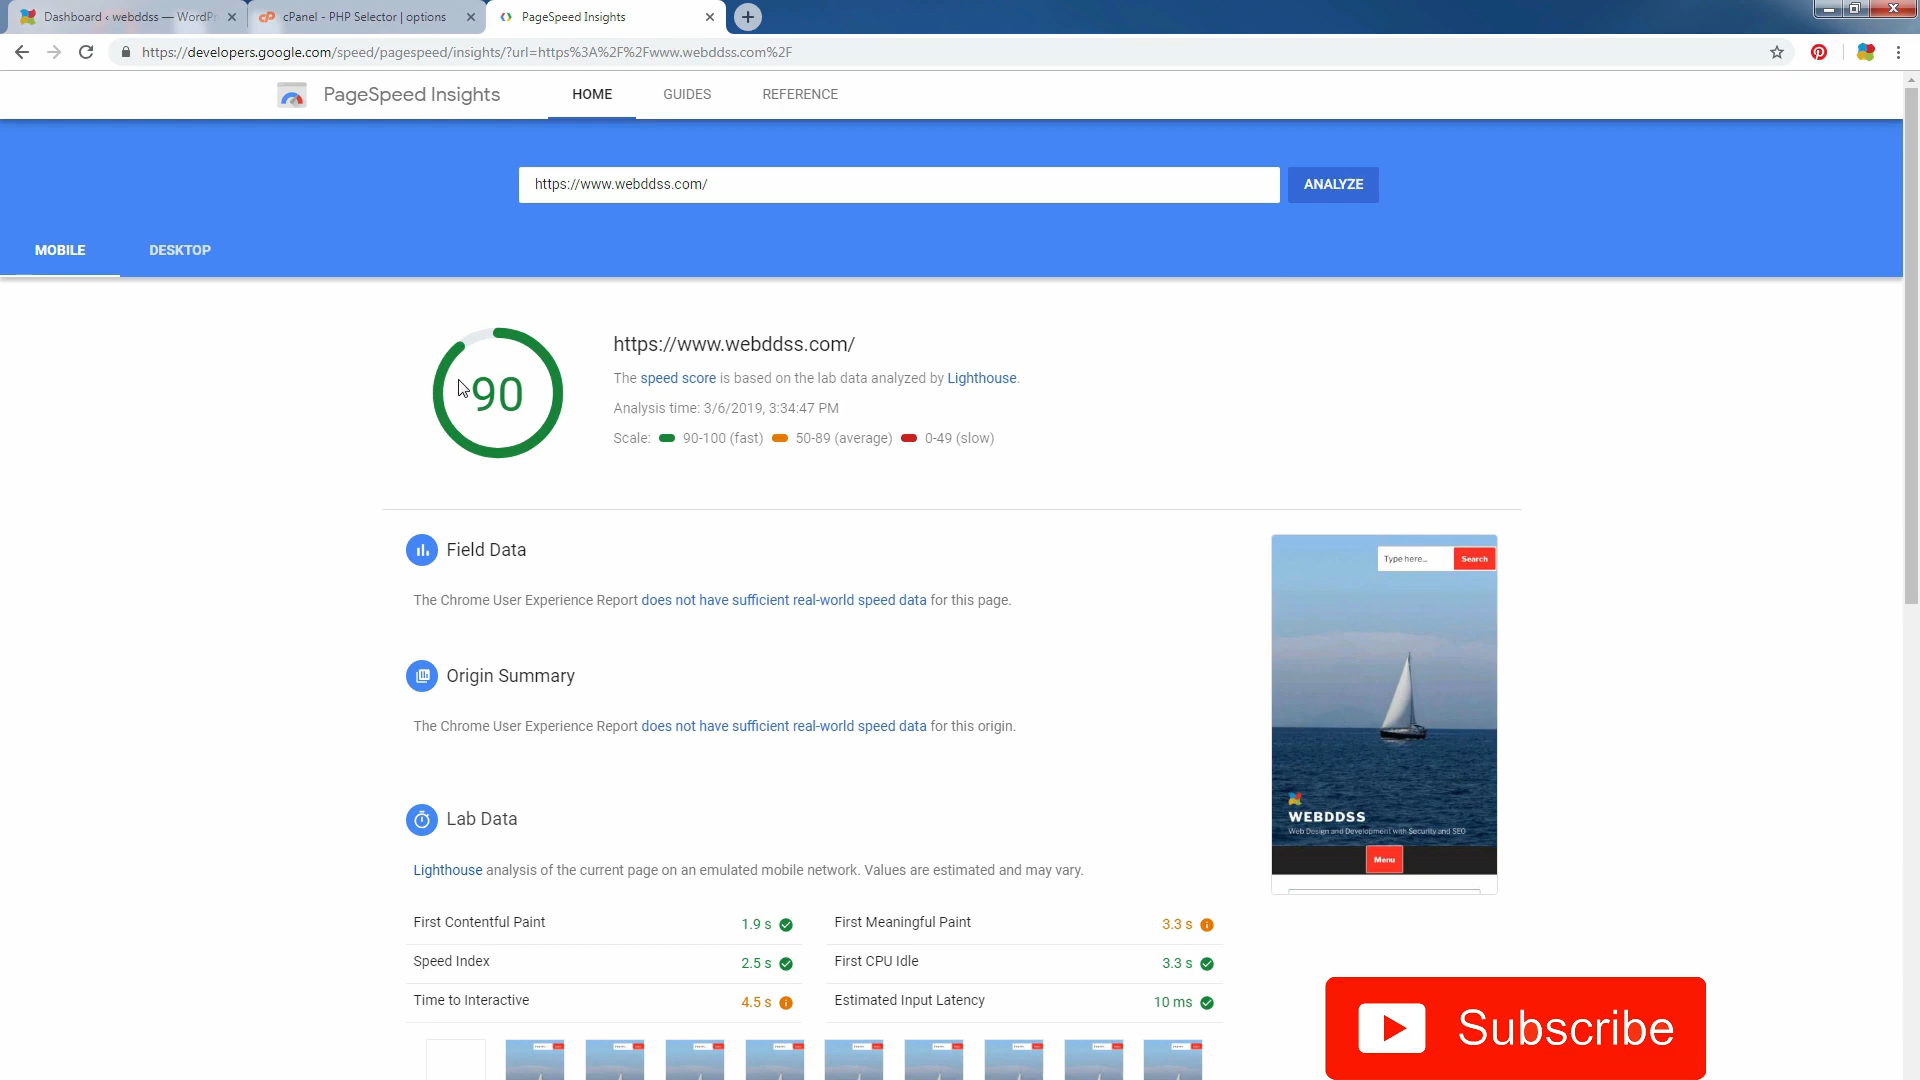 Dashboard ‹ webddss — WordPr
cPanel - PHP Selector | options
PageSpeed Insights
https://developers.google.com/speed/pagespeed/insights/?url=https%3A%2F%2Fwww.webddss.com%2F
PageSpeed Insights
HOME
GUIDES
REFERENCE
https://www.webddss.com/
ANALYZE
MOBILE
DESKTOP
90
https://www.webddss.com/
The speed score is based on the lab data analyzed by Lighthouse.
Analysis time: 3/6/2019, 3:34:47 PM
Scale: 90-100 (fast) 50-89 (average) 0-49 (slow)
Field Data
The Chrome User Experience Report does not have sufficient real-world speed data for this page.
Origin Summary
The Chrome User Experience Report does not have sufficient real-world speed data for this origin.
Type here...
Search
WEBDDSS
Web Design and Development with Security and SEO
Menu
Lab Data
Lighthouse analysis of the current page on an emulated mobile network. Values are estimated and may vary.
First Contentful Paint 1.9 s
First Meaningful Paint 3.3 s
Speed Index 2.5 s
First CPU Idle 3.3 s
Time to Interactive 4.5 s
Estimated Input Latency 10 ms
Subscribe